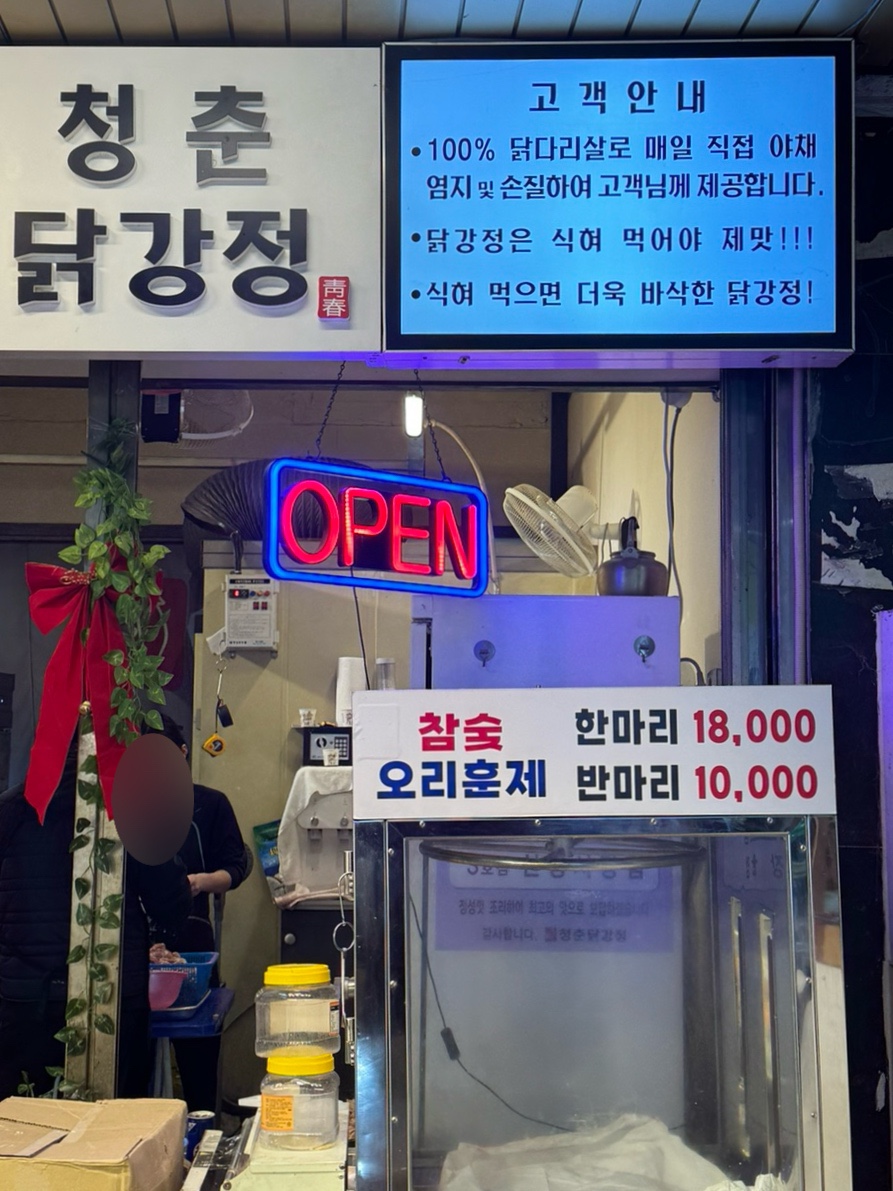 청춘
닭강정
靑春
고객안내
•100% 닭다리살로 매일 직접 야채
염지 및 손질하여 고객님께 제공합니다.
•닭강정은 식혀 먹어야 제맛!!!
•식혀 먹으면 더욱 바삭한 닭강정!
OPEN
참숯 한마리 18,000
오리훈제 반마리 10,000
감사합니다. 청춘닭강정